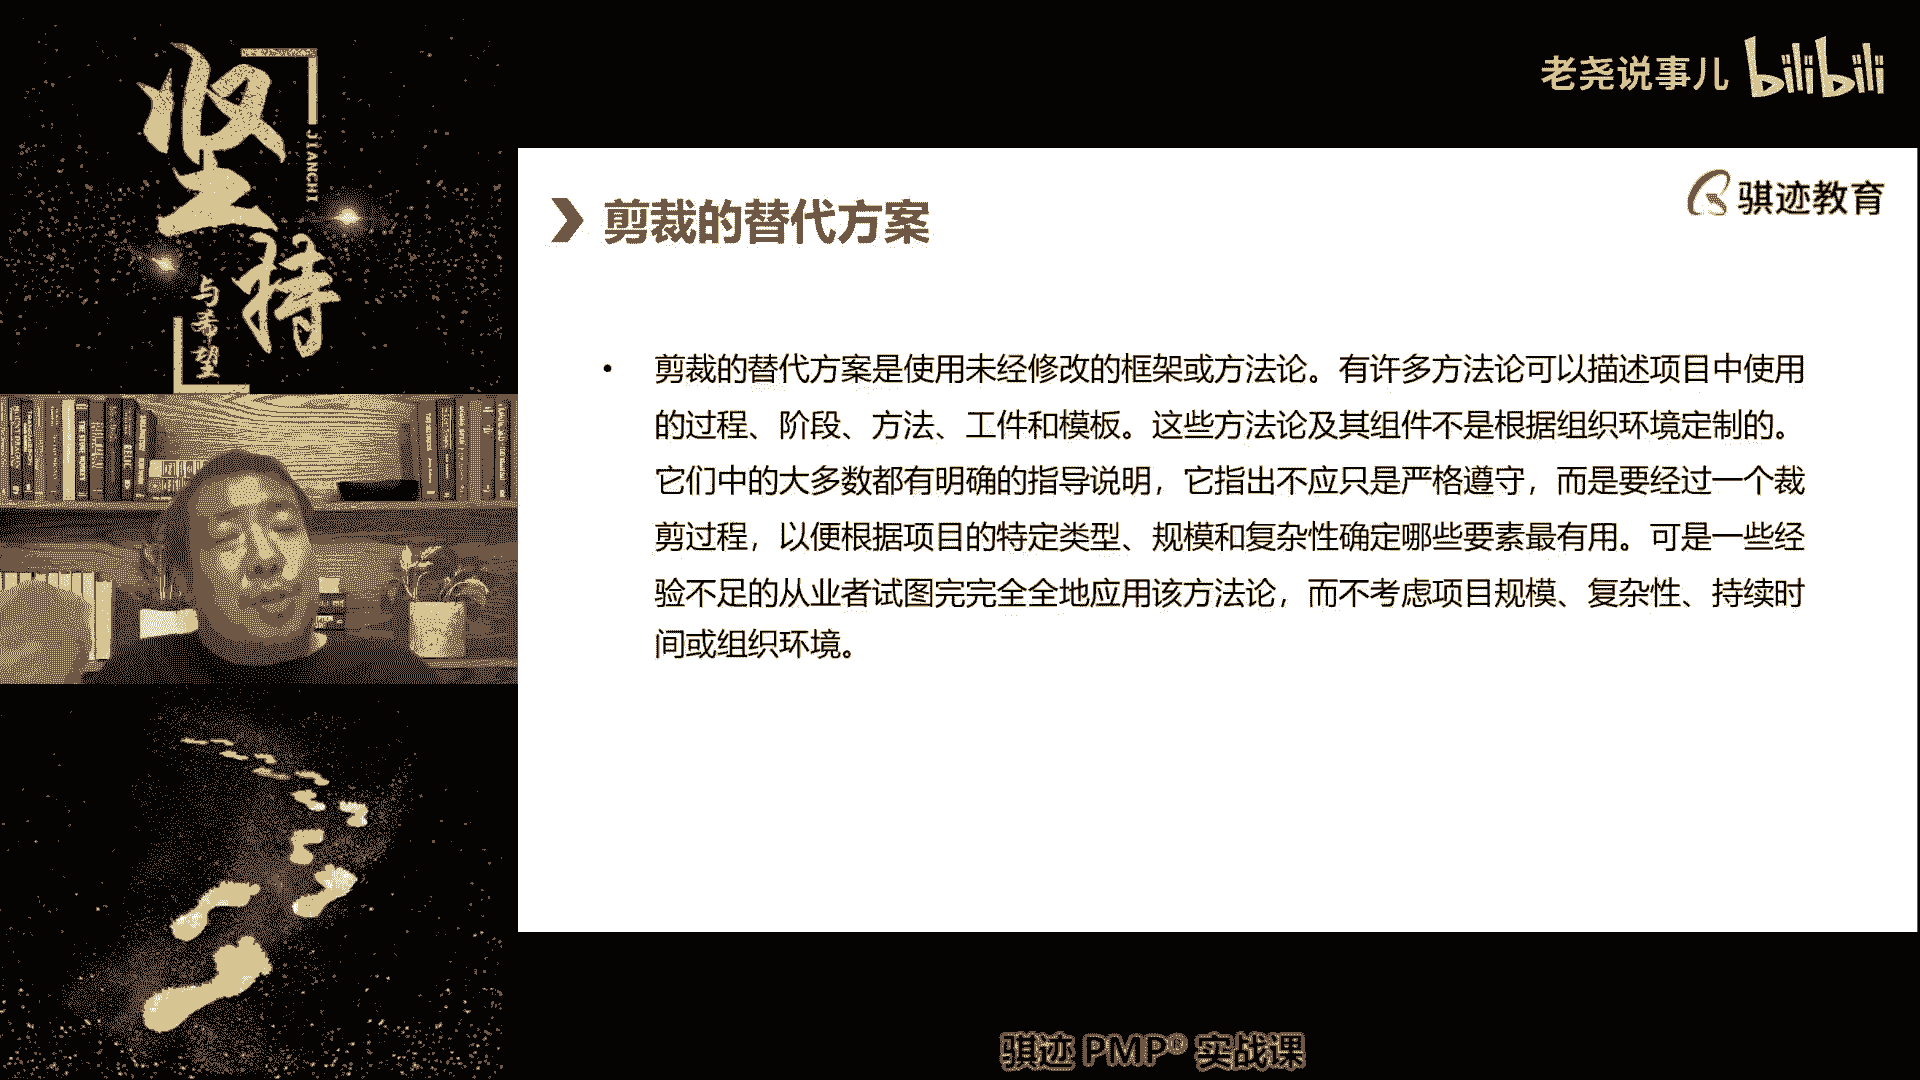 坚持
JIANCHI
与希望
老尧说事儿 bilibili
骐迹教育
剪裁的替代方案
• 剪裁的替代方案是使用未经修改的框架或方法论。有许多方法论可以描述项目中使用
的过程、阶段、方法、工件和模板。这些方法论及其组件不是根据组织环境定制的。
它们中的大多数都有明确的指导说明，它指出不应只是严格遵守，而是要经过一个裁
剪过程，以便根据项目的特定类型、规模和复杂性确定哪些要素最有用。可是一些经
验不足的从业者试图完完全全地应用该方法论，而不考虑项目规模、复杂性、持续时
间或组织环境。
骐迹 PMP® 实战课